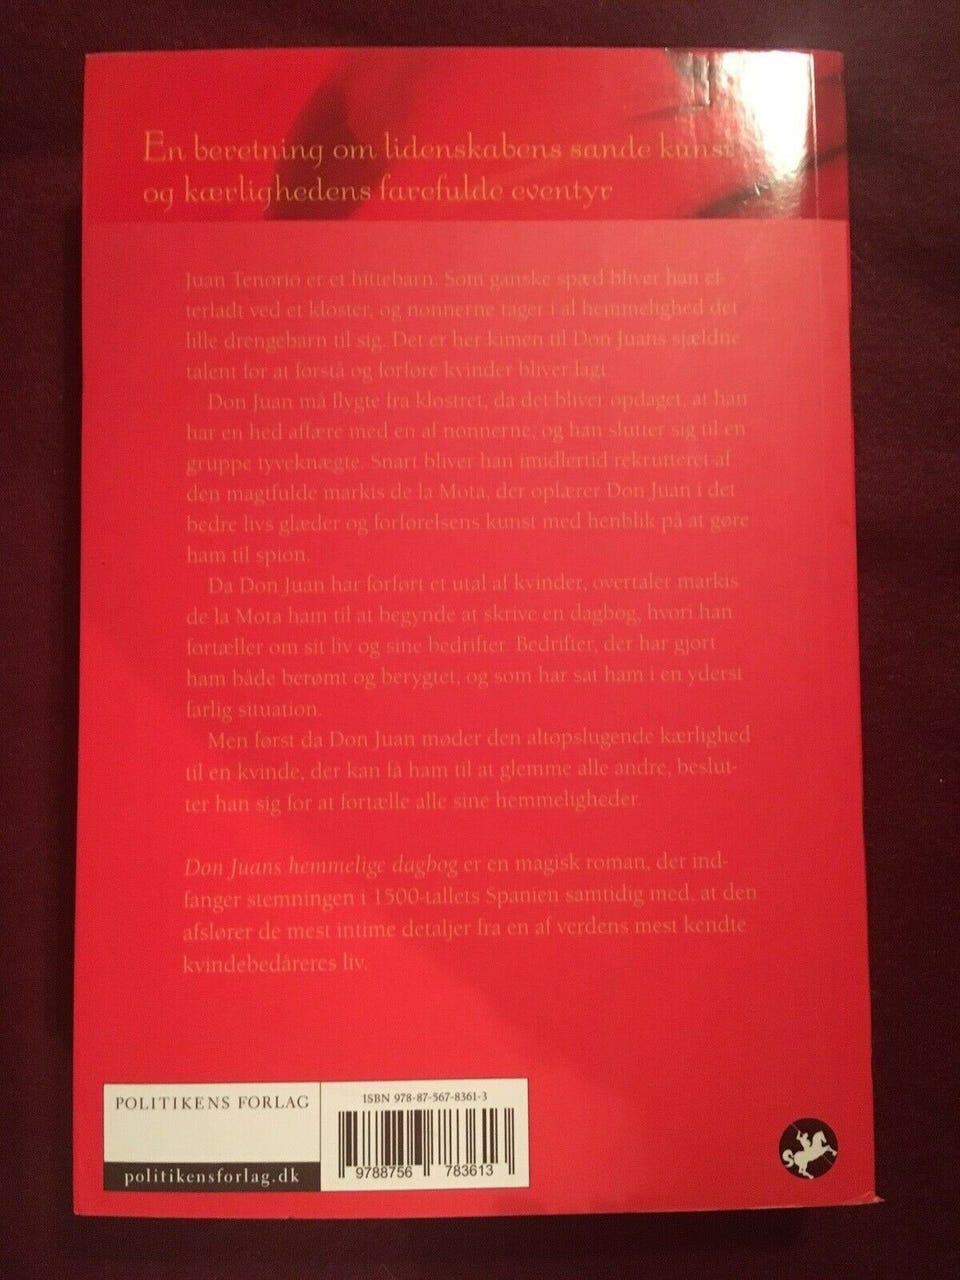 En beretning om lidenskabens sande kunst
og kærlighedens farefulde eventyr
Juan Tenorio er et hittebarn. Som ganske spæd bliver han ef-
terladt ved et kloster, og nonnerne tager i al hemmelighed det
lille drengebarn til sig. Det er her kimen til Don Juans sjældne
talent for at forstå og forføre kvinder bliver lagt.
Don Juan må flygte fra klostret, da det bliver opdaget, at han
har en hed affære med en af nonnerne, og han slutter sig til en
gruppe tyveknægte. Snart bliver han imidlertid rekrutteret af
den magtfulde markis de la Mota, der oplærer Don Juan i det
bedre livs glæder og forførelsens kunst med henblik på at gøre
ham til spion.
Da Don Juan har forført et utal af kvinder, overtaler markis
de la Mota ham til at begynde at skrive en dagbog, hvori han
fortæller om sit liv og sine bedrifter. Bedrifter, der har gjort
ham både berømt og berygtet, og som har sat ham i en yderst
farlig situation.
Men først da Don Juan møder den altopslugende kærlighed
til en kvinde, der kan få ham til at glemme alle andre, beslut-
ter han sig for at fortælle alle sine hemmeligheder.
Don Juans hemmelige dagbog er en magisk roman, der ind-
fanger stemningen i 1500-tallets Spanien samtidig med, at den
afslører de mest intime detaljer fra en af verdens mest kendte
kvindebedåreres liv.
POLITIKENS FORLAG
politikensforlag.dk
ISBN 978-87-567-8361-3
9788756 783613